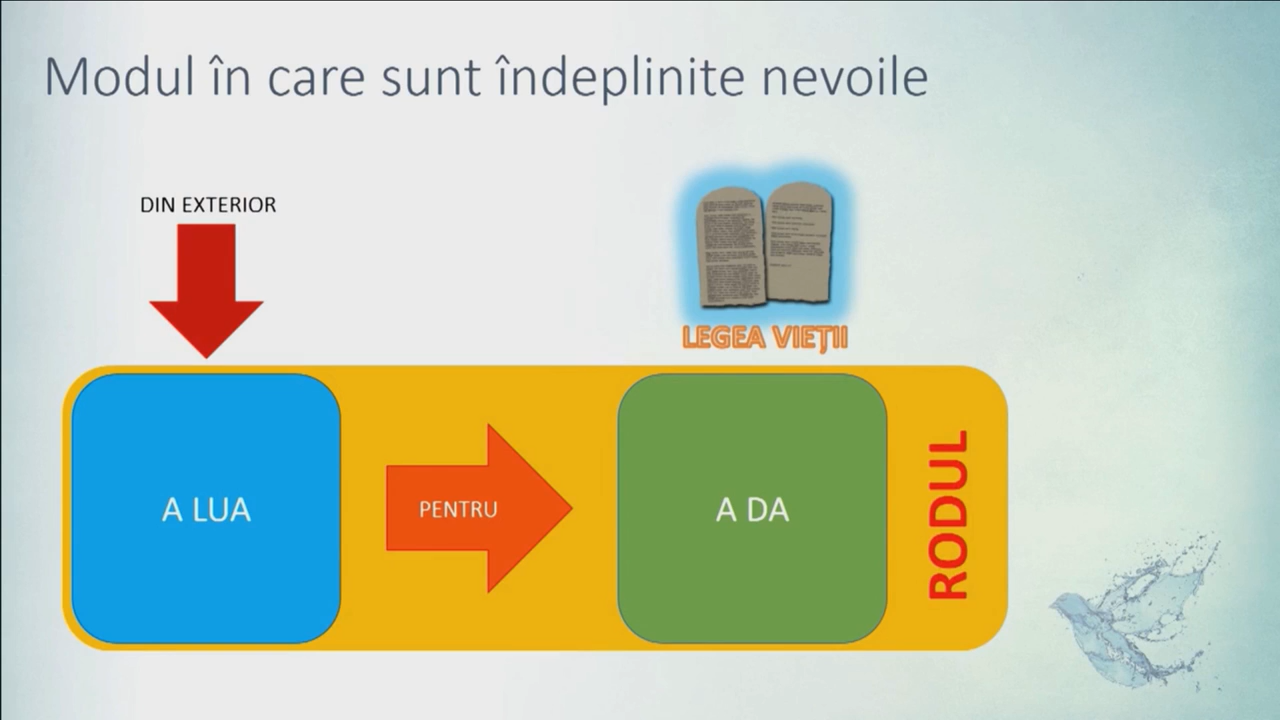 Modul în care sunt îndeplinite nevoile
DIN EXTERIOR
LEGEA VIEȚII
A LUA
PENTRU
A DA
RODUL